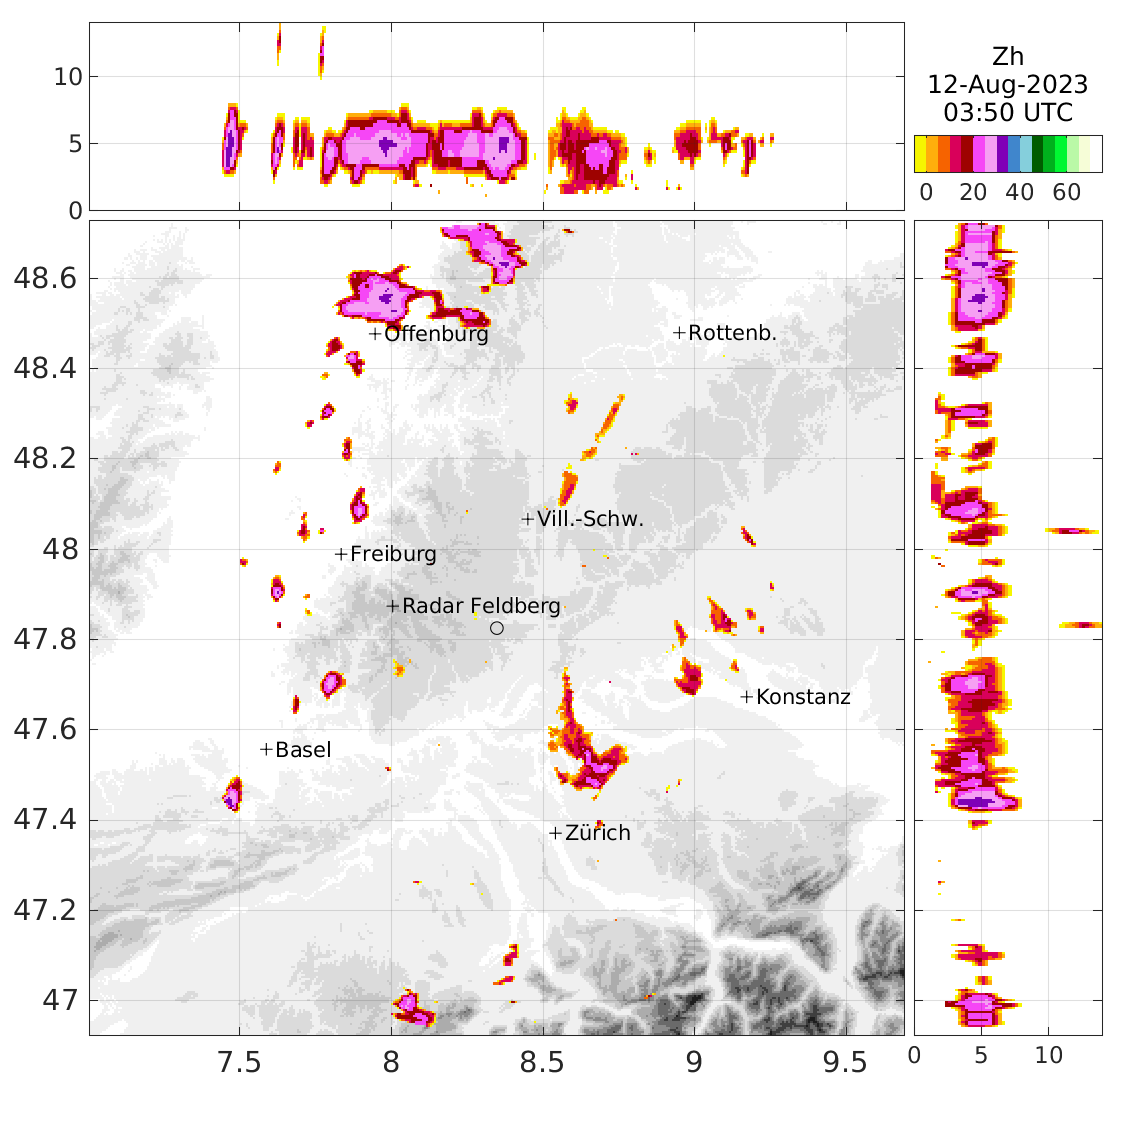 Zh
12-Aug-2023
03:50 UTC
0 20 40 60
10
5
0
48.6
48.4
48.2
48
47.8
47.6
47.4
47.2
47
Offenburg
Rottenb.
Vill.-Schw.
Freiburg
Radar Feldberg
Konstanz
Basel
Zürich
7.5 8 8.5 9 9.5
0 5 10